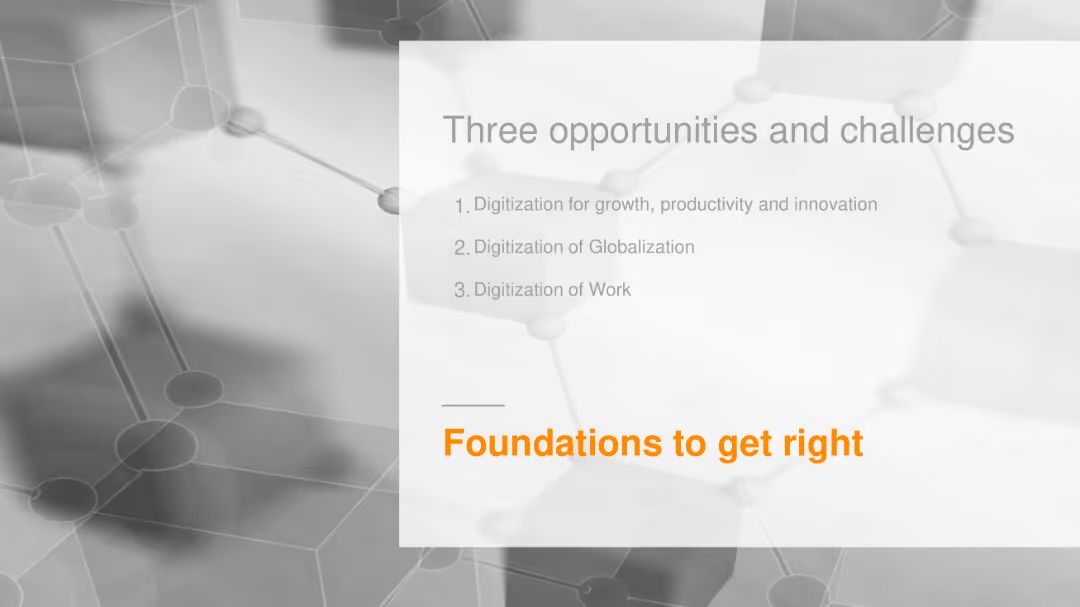 Three opportunities and challenges
1. Digitization for growth, productivity and innovation
2. Digitization of Globalization
3. Digitization of Work
Foundations to get right